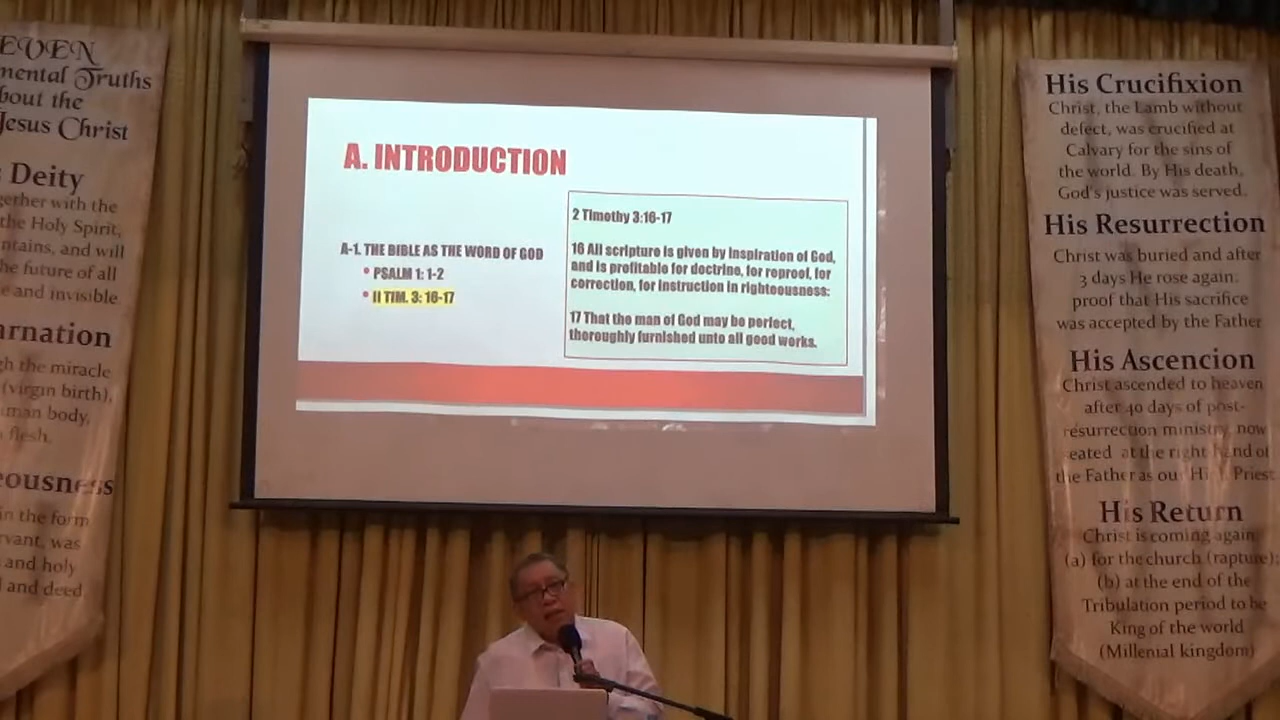 EVEN
mental Truths
bout the
Jesus Christ
Deity
gether with the
the Holy Spirit,
ntains, and will
he future of all
e and invisible
arnation
gh the miracle
(virgin birth),
man body,
flesh.
eousness
in the form
rvant, was
and holy
and deed
A. INTRODUCTION
A-1. THE BIBLE AS THE WORD OF GOD
• PSALM 1: 1-2
• II TIM. 3: 16-17
2 Timothy 3:16-17
16 All scripture is given by inspiration of God,
and is profitable for doctrine, for reproof, for
correction, for instruction in righteousness:
17 That the man of God may be perfect,
thoroughly furnished unto all good works.
His Crucifixion
Christ, the Lamb without
defect, was crucified at
Calvary for the sins of
the world. By His death,
God's justice was served.
His Resurrection
Christ was buried and after
3 days He rose again:
proof that His sacrifice
was accepted by the Father
His Ascencion
Christ ascended to heaven
after 40 days of post-
resurrection ministry, now
eated at the right hand of
the Father as our High Priest
His Return
Christ is coming again:
(a) for the church (rapture);
(b) at the end of the
Tribulation period to be
King of the world
(Millenial kingdom)